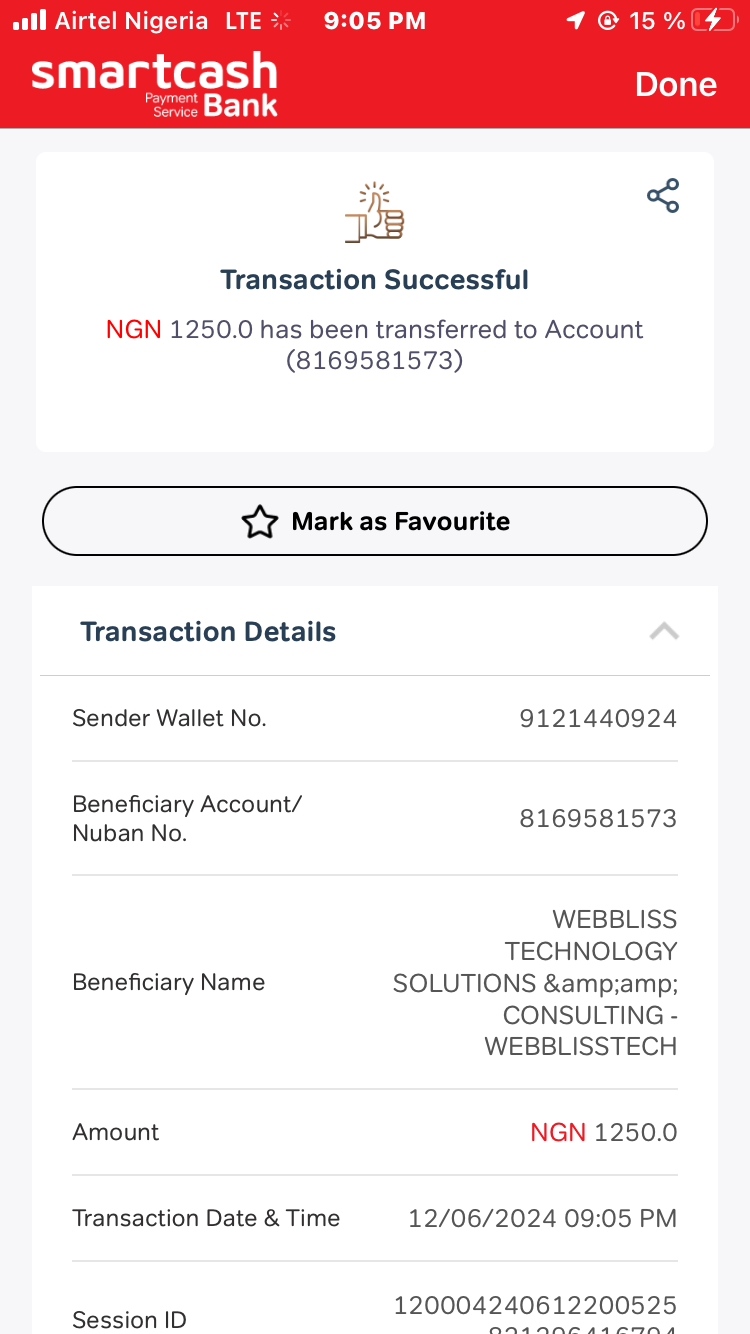 Airtel Nigeria LTE 9:05 PM 15 %
smartcash
Payment
Service Bank
Done
Transaction Successful
NGN 1250.0 has been transferred to Account
(8169581573)
Mark as Favourite
Transaction Details
Sender Wallet No. 9121440924
Beneficiary Account/
Nuban No.
8169581573
Beneficiary Name
WEBBLISS
TECHNOLOGY
SOLUTIONS &amp;amp;
CONSULTING -
WEBBLISSTECH
Amount NGN 1250.0
Transaction Date & Time 12/06/2024 09:05 PM
Session ID
120004240612200525